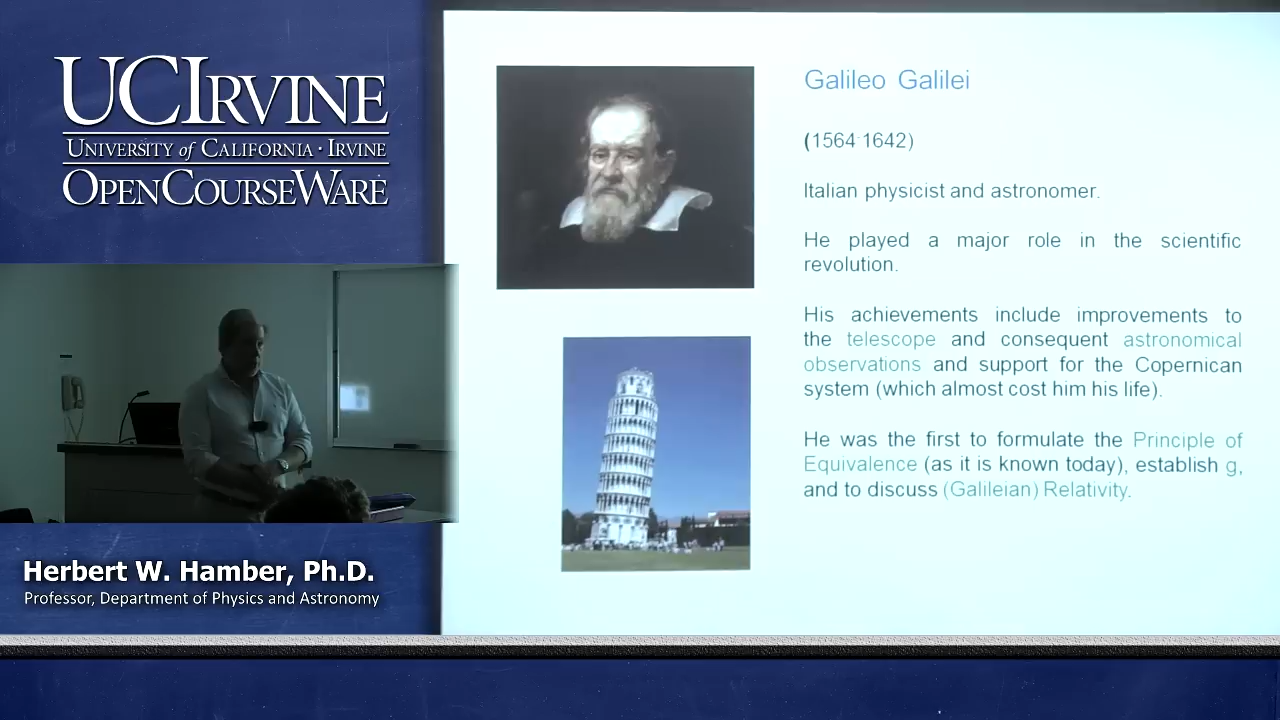 UCIRVINE
UNIVERSITY of CALIFORNIA · IRVINE
OPENCOURSEWARE
Galileo Galilei
(1564-1642)
Italian physicist and astronomer.
He played a major role in the scientific
revolution.
His achievements include improvements to
the telescope and consequent astronomical
observations and support for the Copernican
system (which almost cost him his life).
He was the first to formulate the Principle of
Equivalence (as it is known today), establish g,
and to discuss (Galileian) Relativity.
Herbert W. Hamber, Ph.D.
Professor, Department of Physics and Astronomy